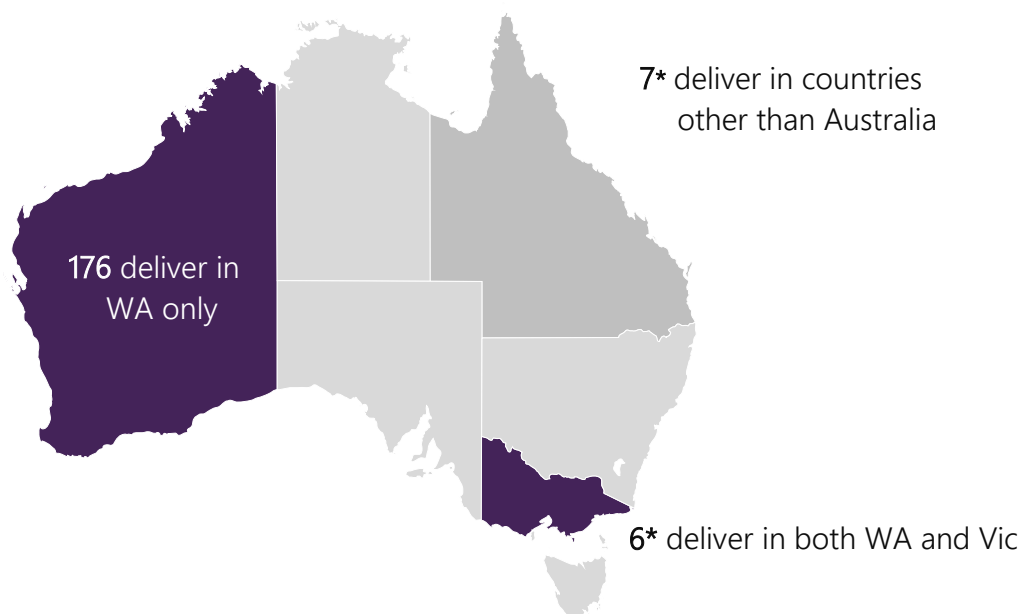 7* deliver in countries
other than Australia
176 deliver in
WA only
6* deliver in both WA and Vic